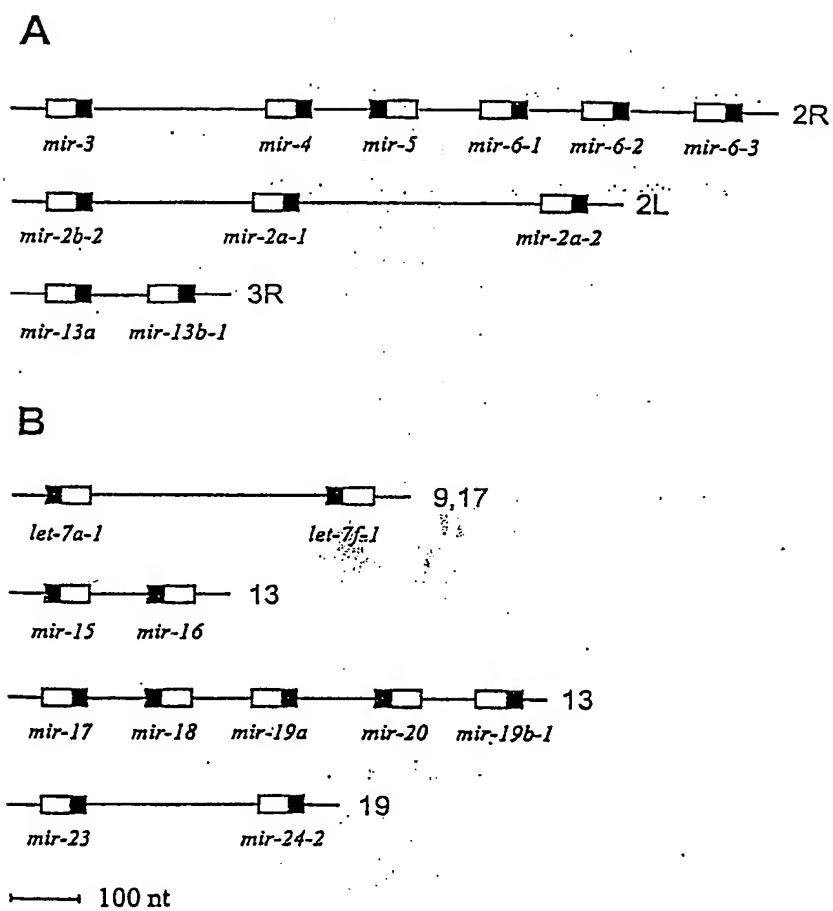 A
2R
mir-3 mir-4 mir-5 mir-6-1 mir-6-2 mir-6-3
2L
mir-2b-2 mir-2a-1 mir-2a-2
3R
mir-13a mir-13b-1
B
9,17
let-7a-1 let-7f-1
13
mir-15 mir-16
13
mir-17 mir-18 mir-19a mir-20 mir-19b-1
19
mir-23 mir-24-2
100 nt